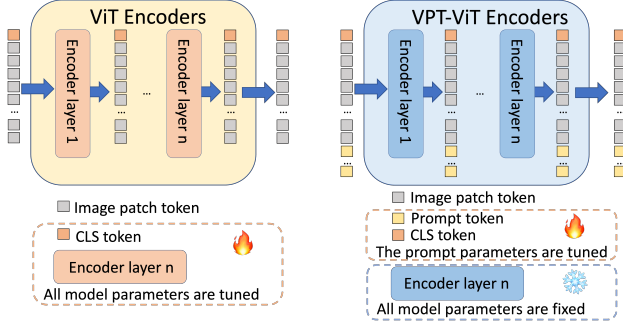 ViT Encoders
Encoder layer 1
...
Encoder layer n
...
...
...
...
Image patch token
CLS token
Encoder layer n
All model parameters are tuned
VPT-ViT Encoders
Encoder layer 1
...
Encoder layer n
...
...
...
...
Image patch token
Prompt token
CLS token
The prompt parameters are tuned
Encoder layer n
All model parameters are fixed